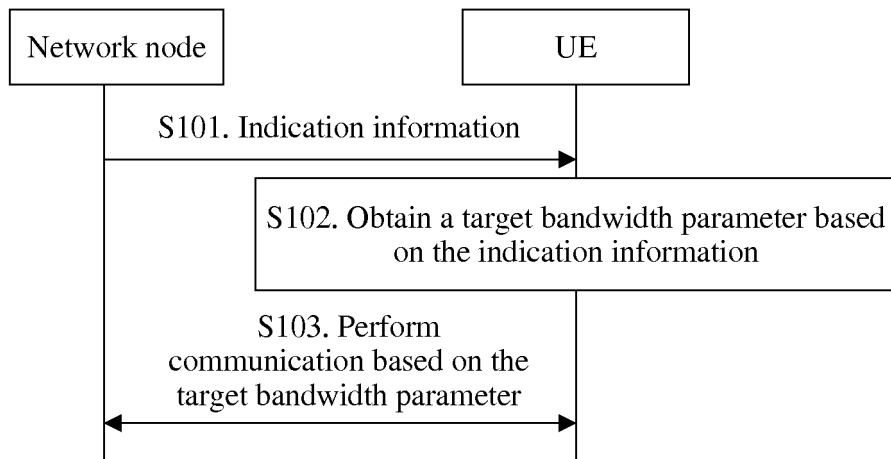 Network node
UE
S101. Indication information
S102. Obtain a target bandwidth parameter based
on the indication information
S103. Perform
communication based on the
target bandwidth parameter